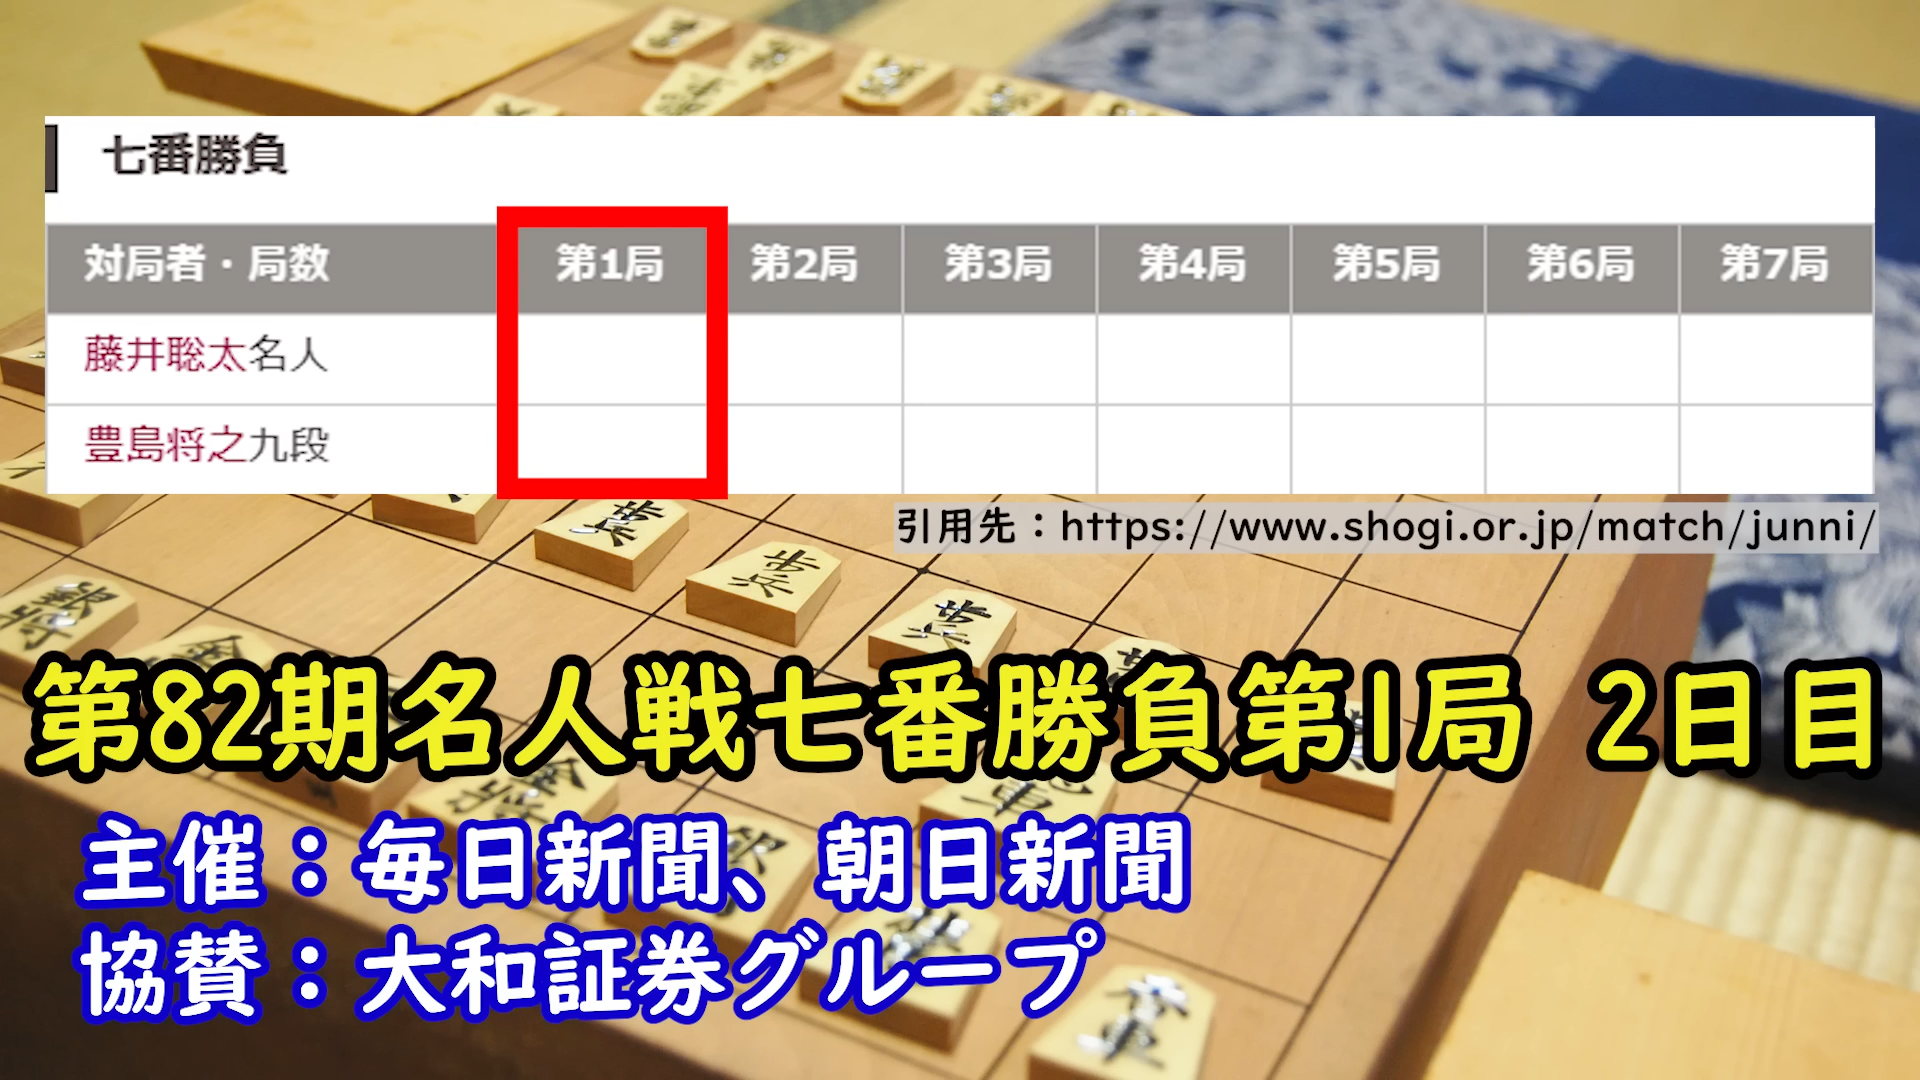 七番勝負
対局者・局数 第1局 第2局 第3局 第4局 第5局 第6局 第7局
藤井聡太名人
豊島将之九段
引用先：https://www.shogi.or.jp/match/junni/
第82期名人戦七番勝負第1局 2日目
主催：毎日新聞、朝日新聞
協賛：大和証券グループ